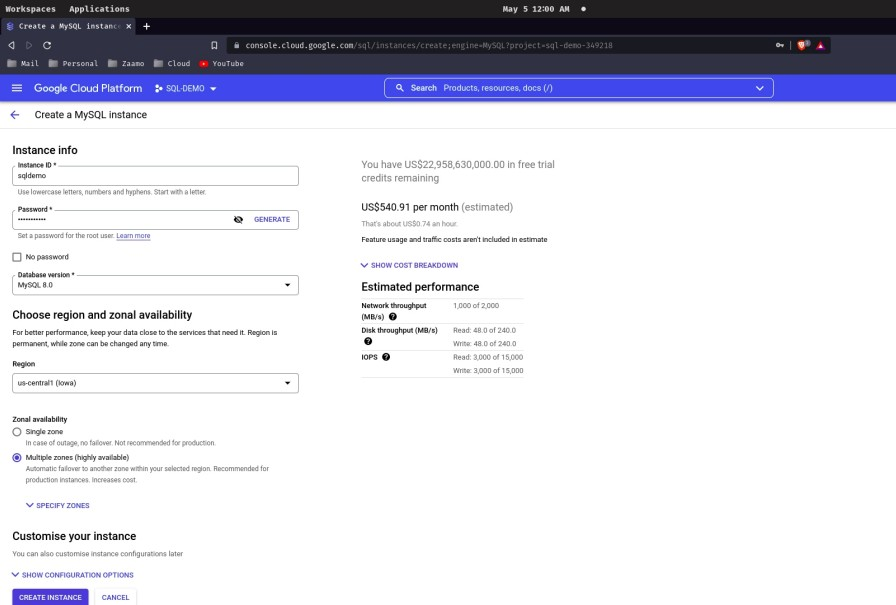 Workspaces Applications May 5 12:00 AM
Create a MySQL instance
console.cloud.google.com/sql/instances/create;engine=MySQL?project=sql-demo-349218
Mail Personal Zaamo Cloud YouTube
Google Cloud Platform SQL-DEMO Search Products, resources, docs (/)
Create a MySQL instance
Instance info
Instance ID *
sqldemo
Use lowercase letters, numbers and hyphens. Start with a letter.
Password *
•••••••••••
GENERATE
Set a password for the root user. Learn more
No password
Database version *
MySQL 8.0
Choose region and zonal availability
For better performance, keep your data close to the services that need it. Region is
permanent, while zone can be changed any time.
Region
us-central1 (Iowa)
Zonal availability
Single zone
In case of outage, no failover. Not recommended for production.
Multiple zones (highly available)
Automatic failover to another zone within your selected region. Recommended for
production instances. Increases cost.
SPECIFY ZONES
Customise your instance
You can also customise instance configurations later
SHOW CONFIGURATION OPTIONS
CREATE INSTANCE CANCEL
You have US$22,958,630,000.00 in free trial
credits remaining
US$540.91 per month (estimated)
That's about US$0.74 an hour.
Feature usage and traffic costs aren't included in estimate
SHOW COST BREAKDOWN
Estimated performance
Network throughput 1,000 of 2,000
(MB/s)
Disk throughput (MB/s) Read: 48.0 of 240.0
Write: 48.0 of 240.0
IOPS Read: 3,000 of 15,000
Write: 3,000 of 15,000